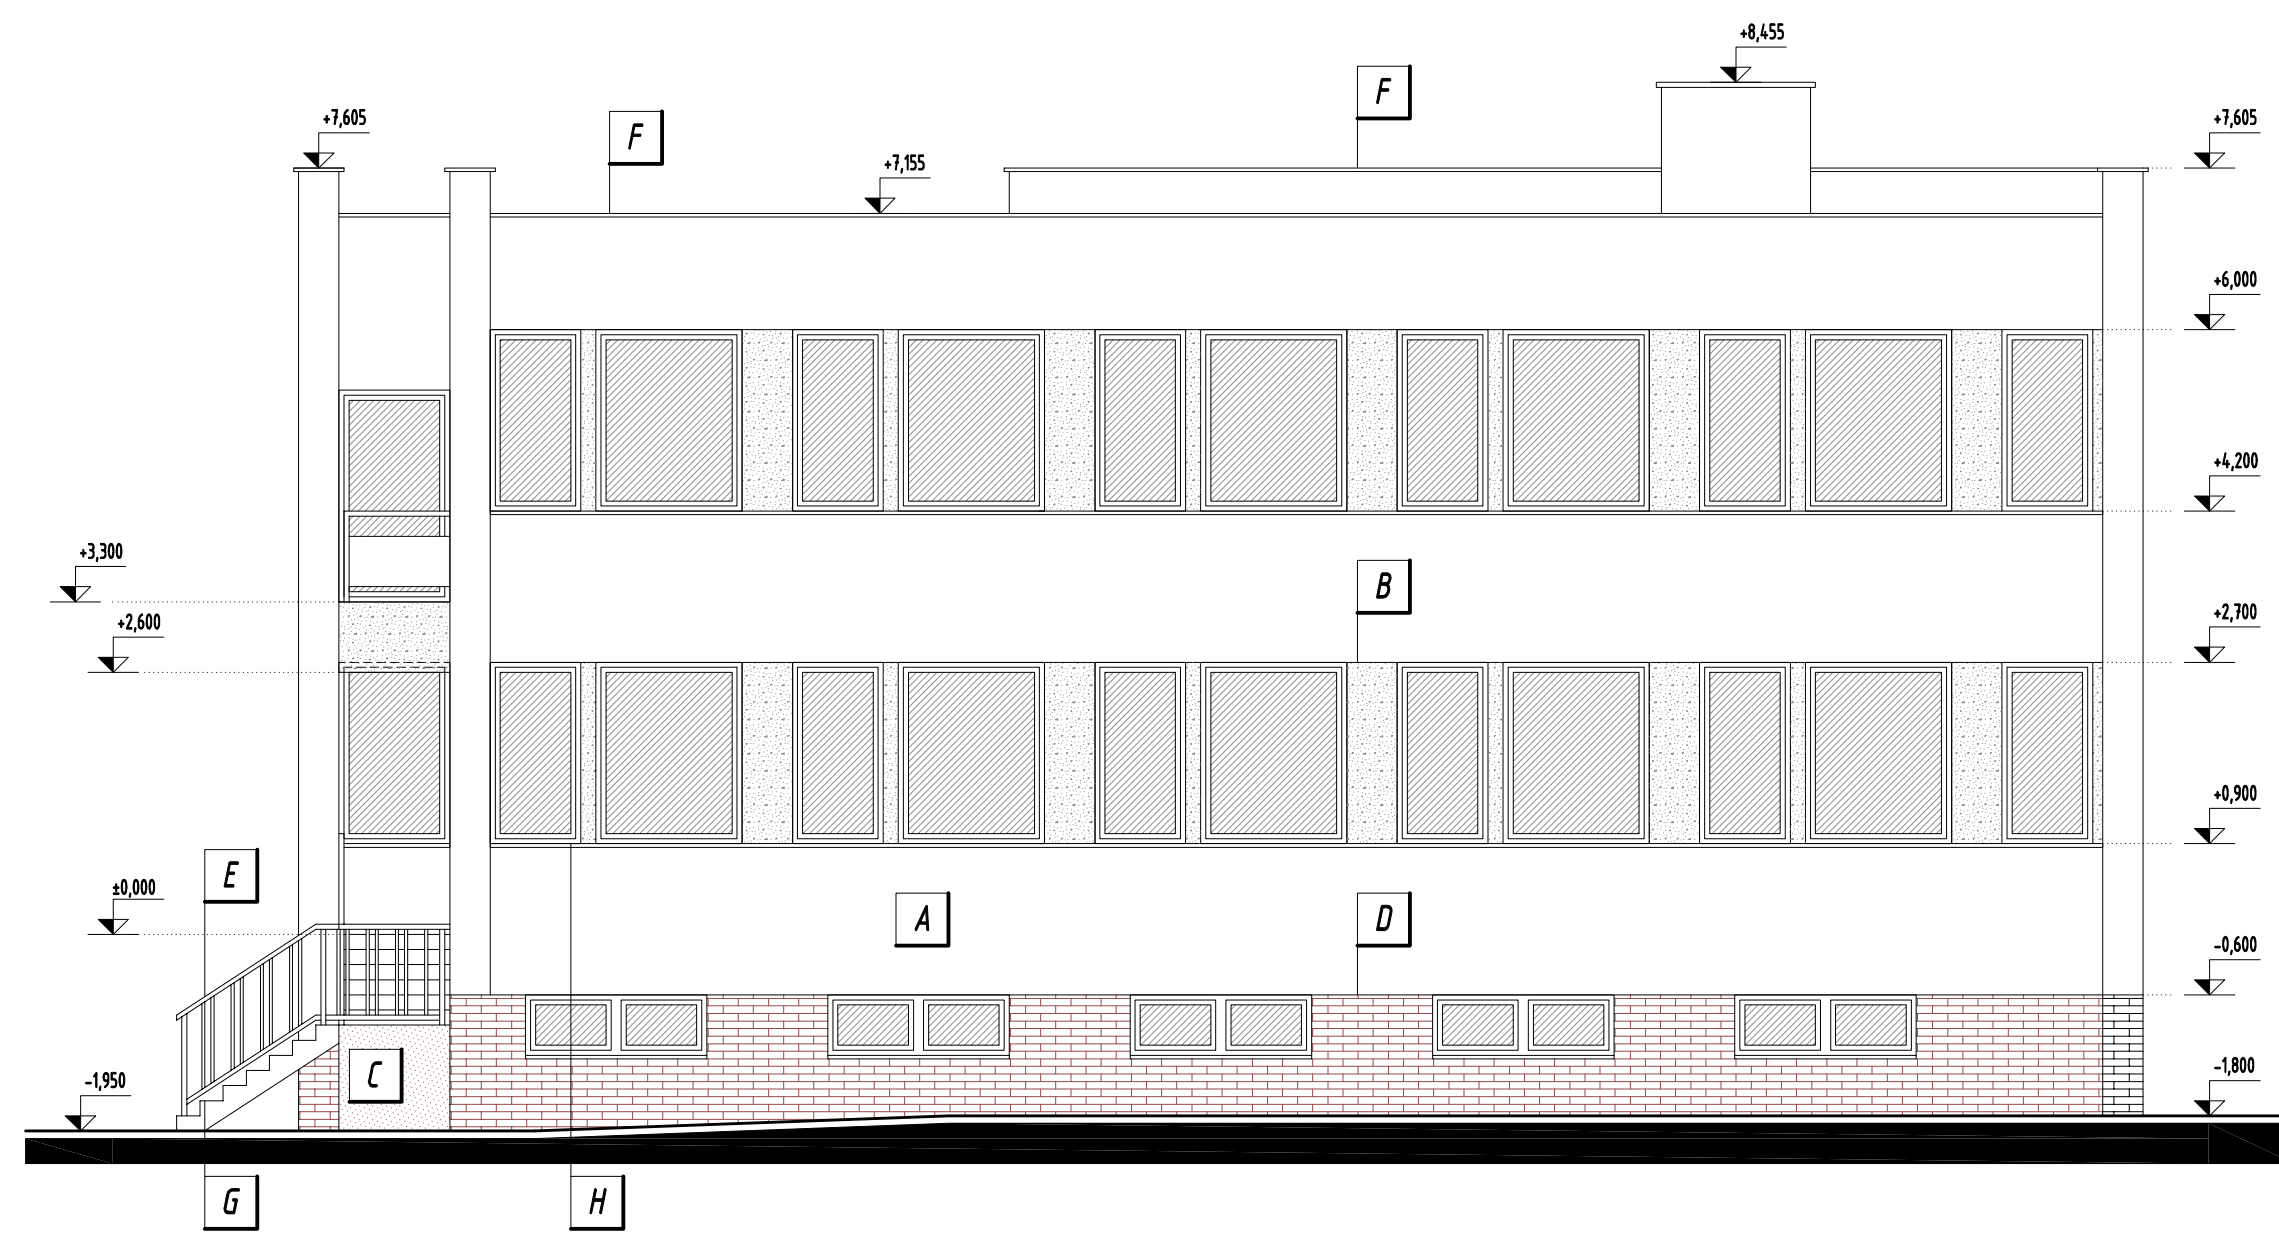 +8,455
F
+7,605
F
+7,605
+7,155
+6,000
+4,200
+3,300
B
+2,600
+2,700
+0,900
E
±0,000
A
D
-0,600
C
-1,950
-1,800
G
H